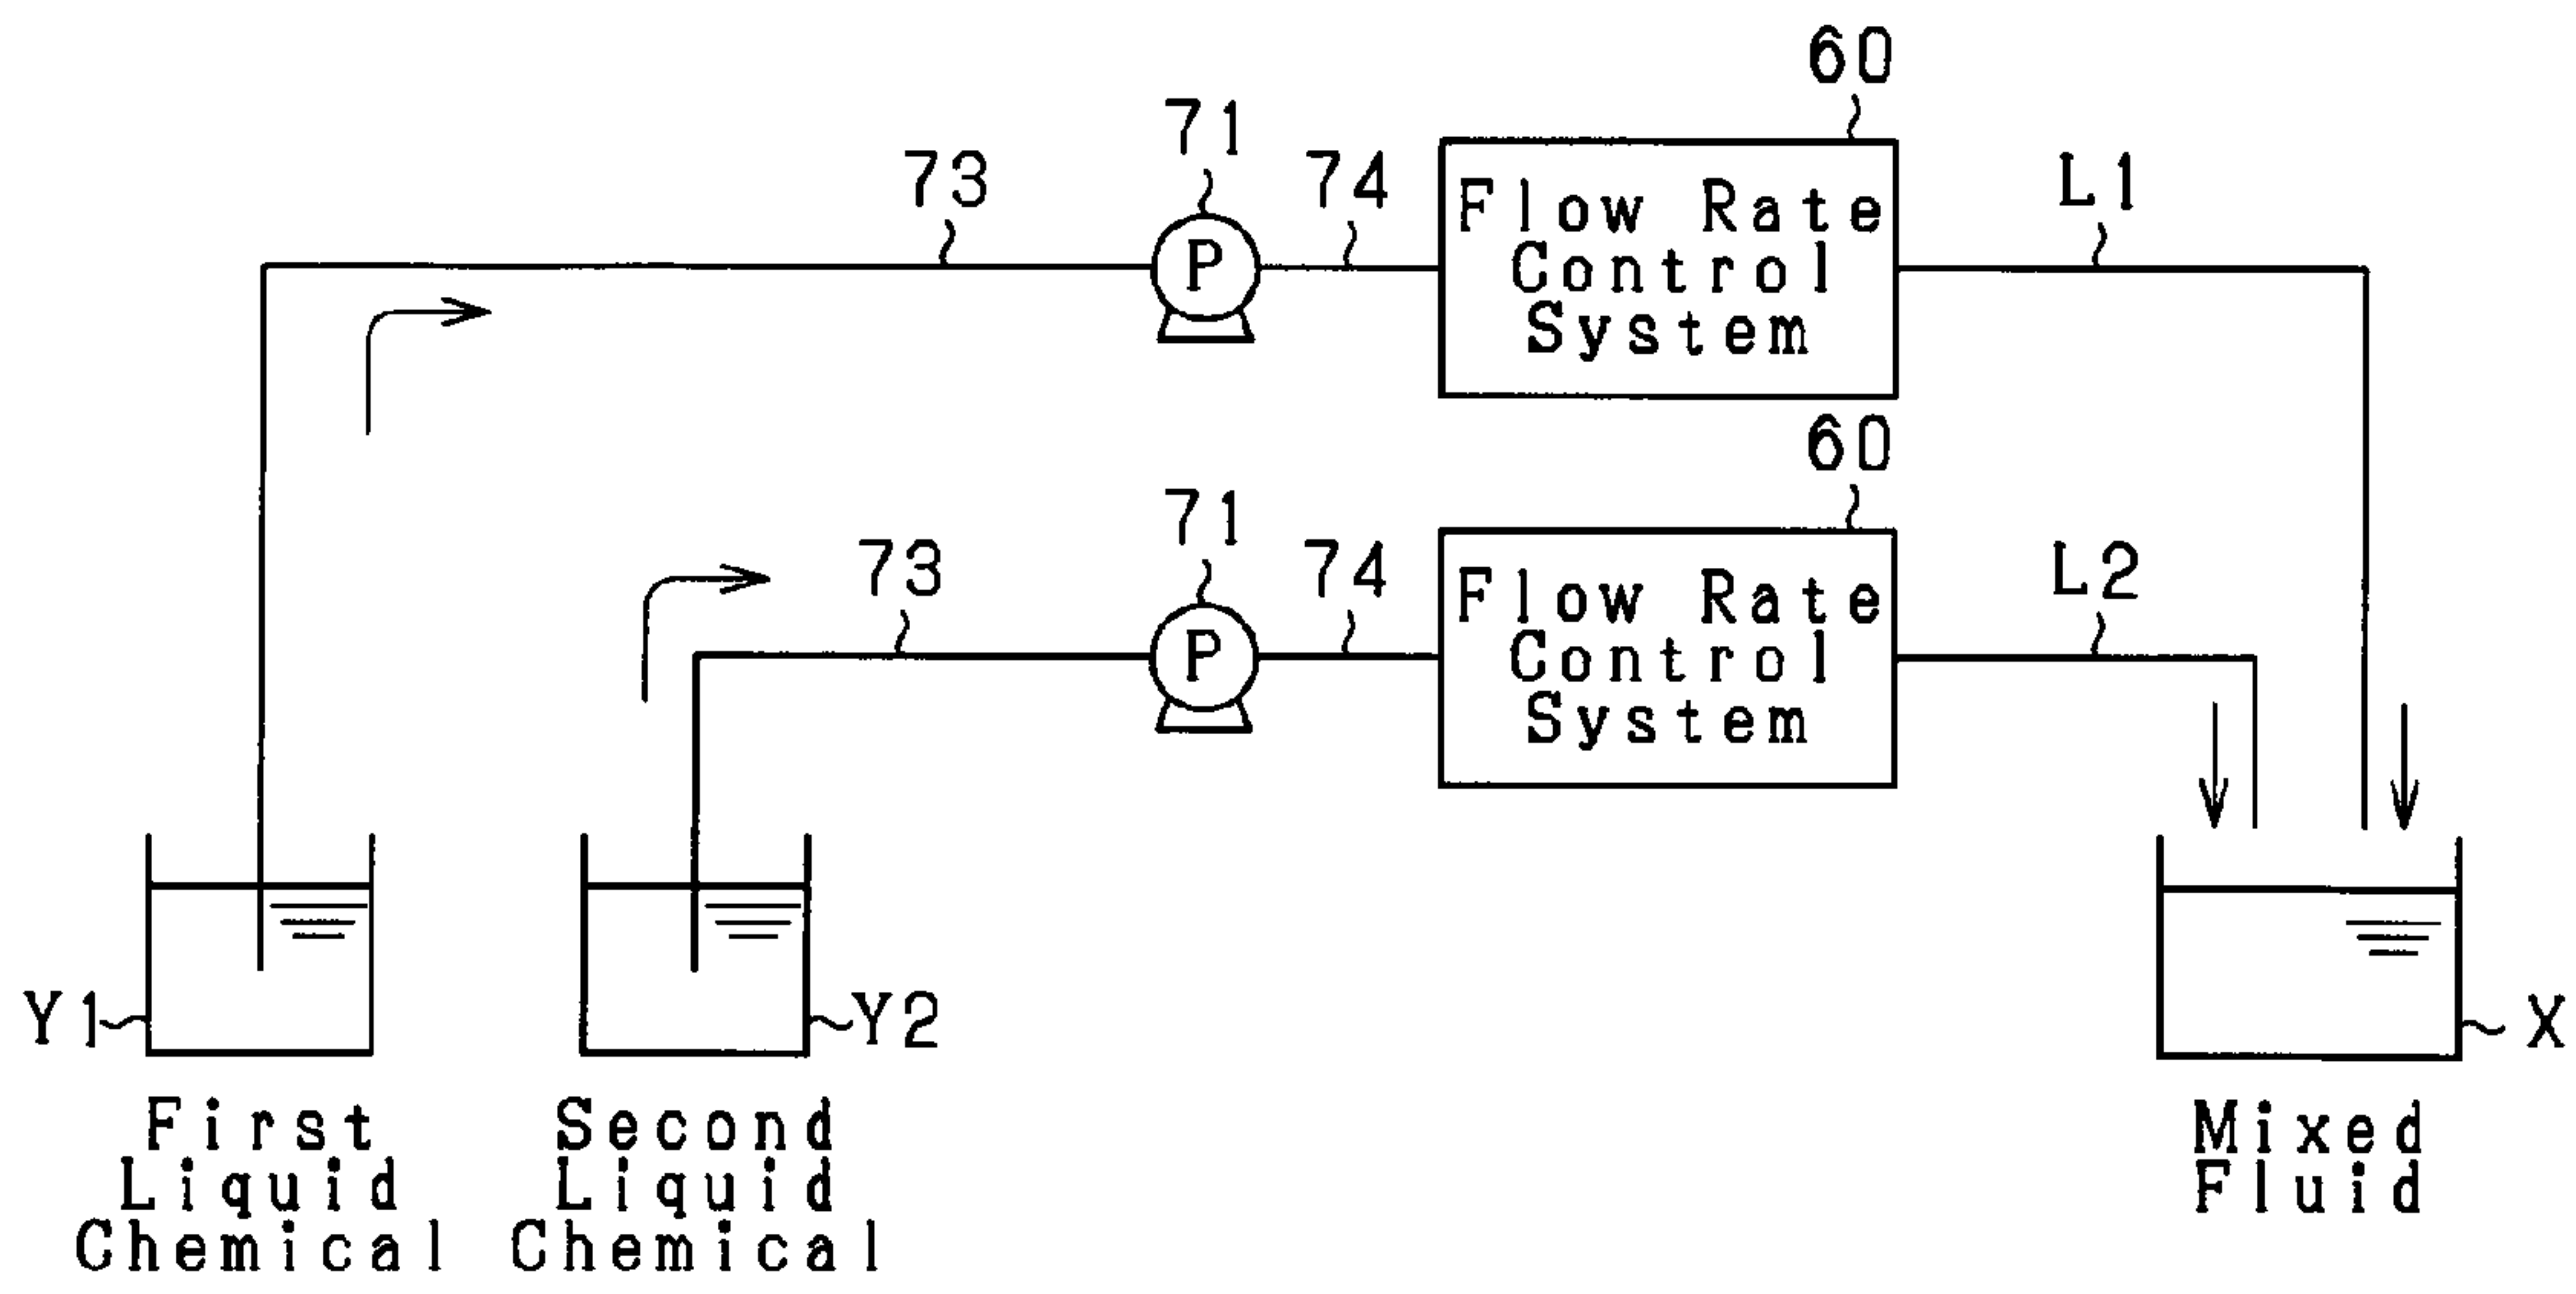 60
71
73
74
L1
P
Flow Rate
Control
System
60
71
73
74
L2
P
Flow Rate
Control
System
Y1
Y2
X
First
Liquid
Chemical
Second
Liquid
Chemical
Mixed
Fluid